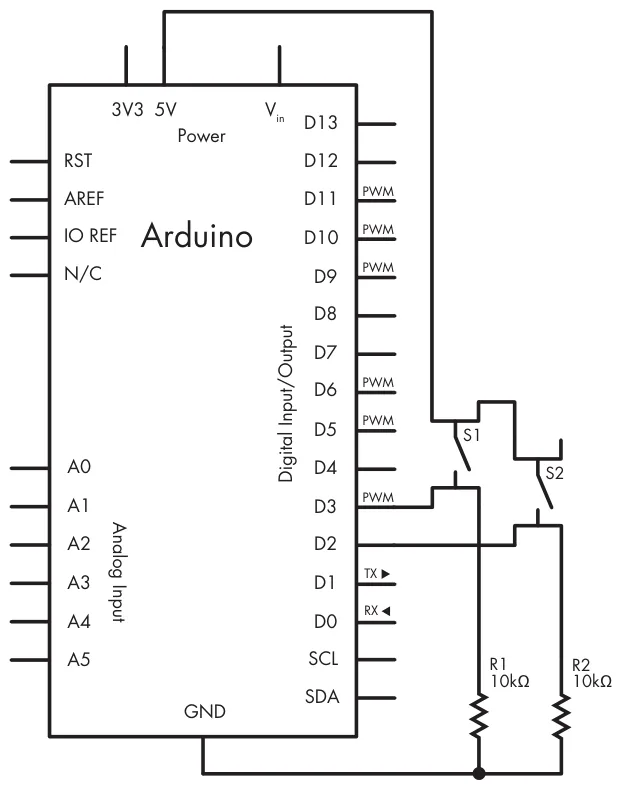 3V3 5V
V
in
Power
D13
RST
D12
AREF
D11
PWM
IO REF
Arduino
D10
PWM
N/C
D9
PWM
D8
D7
Digital Input/Output
D6
PWM
D5
PWM
S1
A0
D4
S2
A1
D3
PWM
A2
Analog Input
D2
A3
D1
TX ▶
A4
D0
RX ◀
A5
SCL
R1
10kΩ
R2
10kΩ
SDA
GND